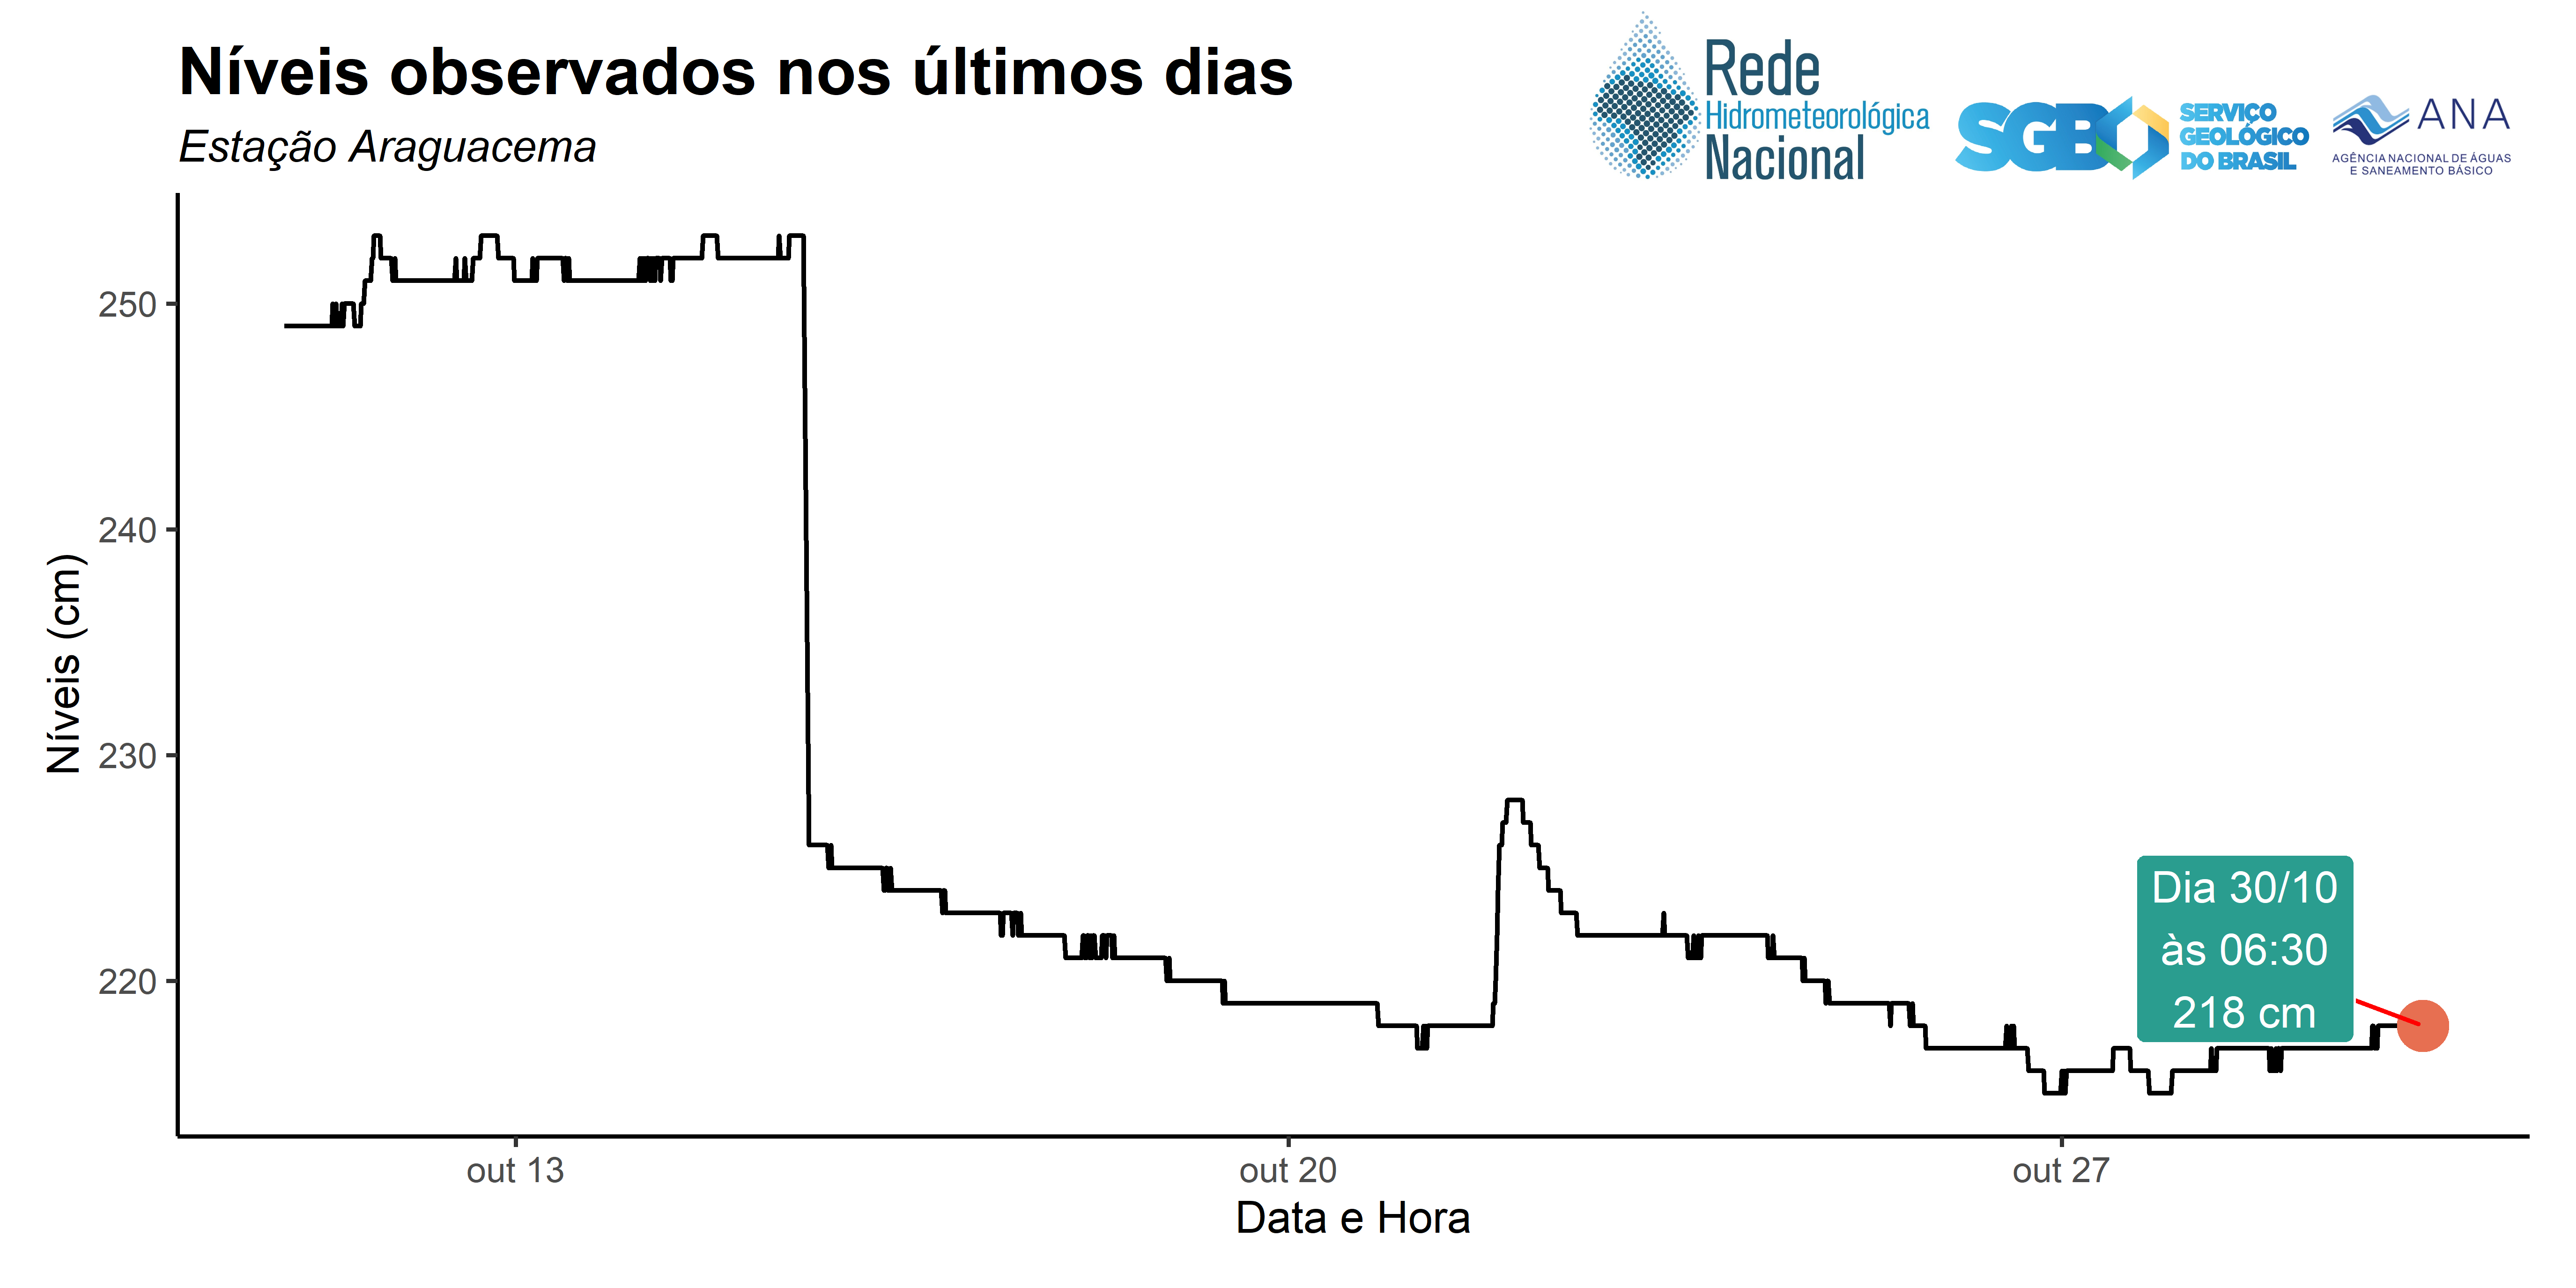 Níveis observados nos últimos dias
Estação Araguacema
Rede
Hidrometeorológica
Nacional
SGB
SERVIÇO
GEOLÓGICO
DO BRASIL
ANA
AGÊNCIA NACIONAL DE ÁGUAS
E SANEAMENTO BÁSICO
Níveis (cm)
250
240
230
220
Dia 30/10
às 06:30
218 cm
out 13
out 20
out 27
Data e Hora